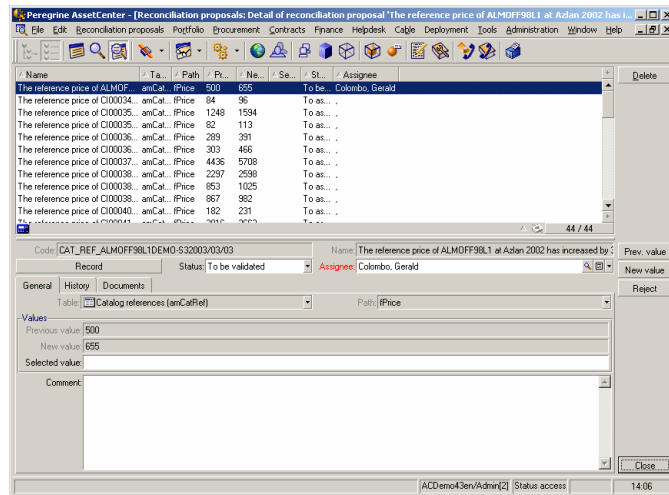 Peregrine AssetCenter - [Reconciliation proposals: Detail of reconciliation proposal 'The reference price of ALMOFF98L1 at Azlan 2002 has i...
File Edit Reconciliation proposals Portfolio Procurement Contracts Finance Helpdesk Cable Deployment Tools Administration Window Help
Name Ta... Path Pr... Ne... Se... St... Assignee
The reference price of ALMOF... amCat... fPrice 500 655 To be... Colombo, Gerald
The reference price of CI00034... amCat... fPrice 84 96 To as... ,
The reference price of CI00035... amCat... fPrice 1248 1594 To as... ,
The reference price of CI00035... amCat... fPrice 82 113 To as... ,
The reference price of CI00036... amCat... fPrice 289 391 To as... ,
The reference price of CI00036... amCat... fPrice 303 466 To as... ,
The reference price of CI00037... amCat... fPrice 4436 5708 To as... ,
The reference price of CI00038... amCat... fPrice 2297 2598 To as... ,
The reference price of CI00038... amCat... fPrice 853 1025 To as... ,
The reference price of CI00038... amCat... fPrice 867 982 To as... ,
The reference price of CI00040... amCat... fPrice 182 231 To as... ,
44 / 44
Delete
Code: CAT_REF_ALMOFF98L1DEMO-S32003/03/03 Name: The reference price of ALMOFF98L1 at Azlan 2002 has increased by
Record Status: To be validated Assignee: Colombo, Gerald
Prev. value
New value
Reject
General History Documents
Table: Catalog references (amCatRef) Path: fPrice
Values
Previous value: 500
New value: 655
Selected value:
Comment:
Close
ACDemo43en/Admin[2] Status access 14:06